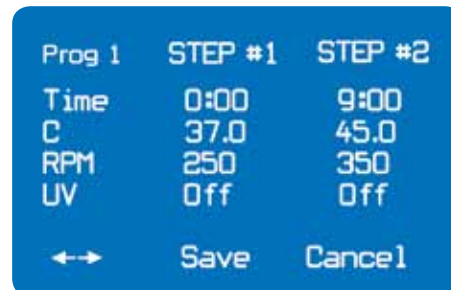 Prog 1 STEP #1 STEP #2
Time 0:00 9:00
C 37.0 45.0
RPM 250 350
UV Off Off
←→ Save Cancel